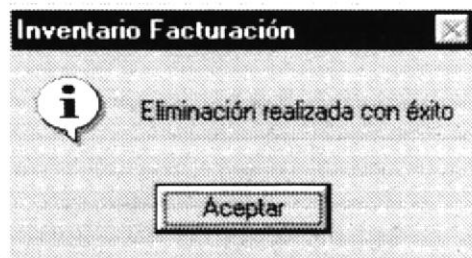 Inventario Facturación
Eliminación realizada con éxito
Aceptar